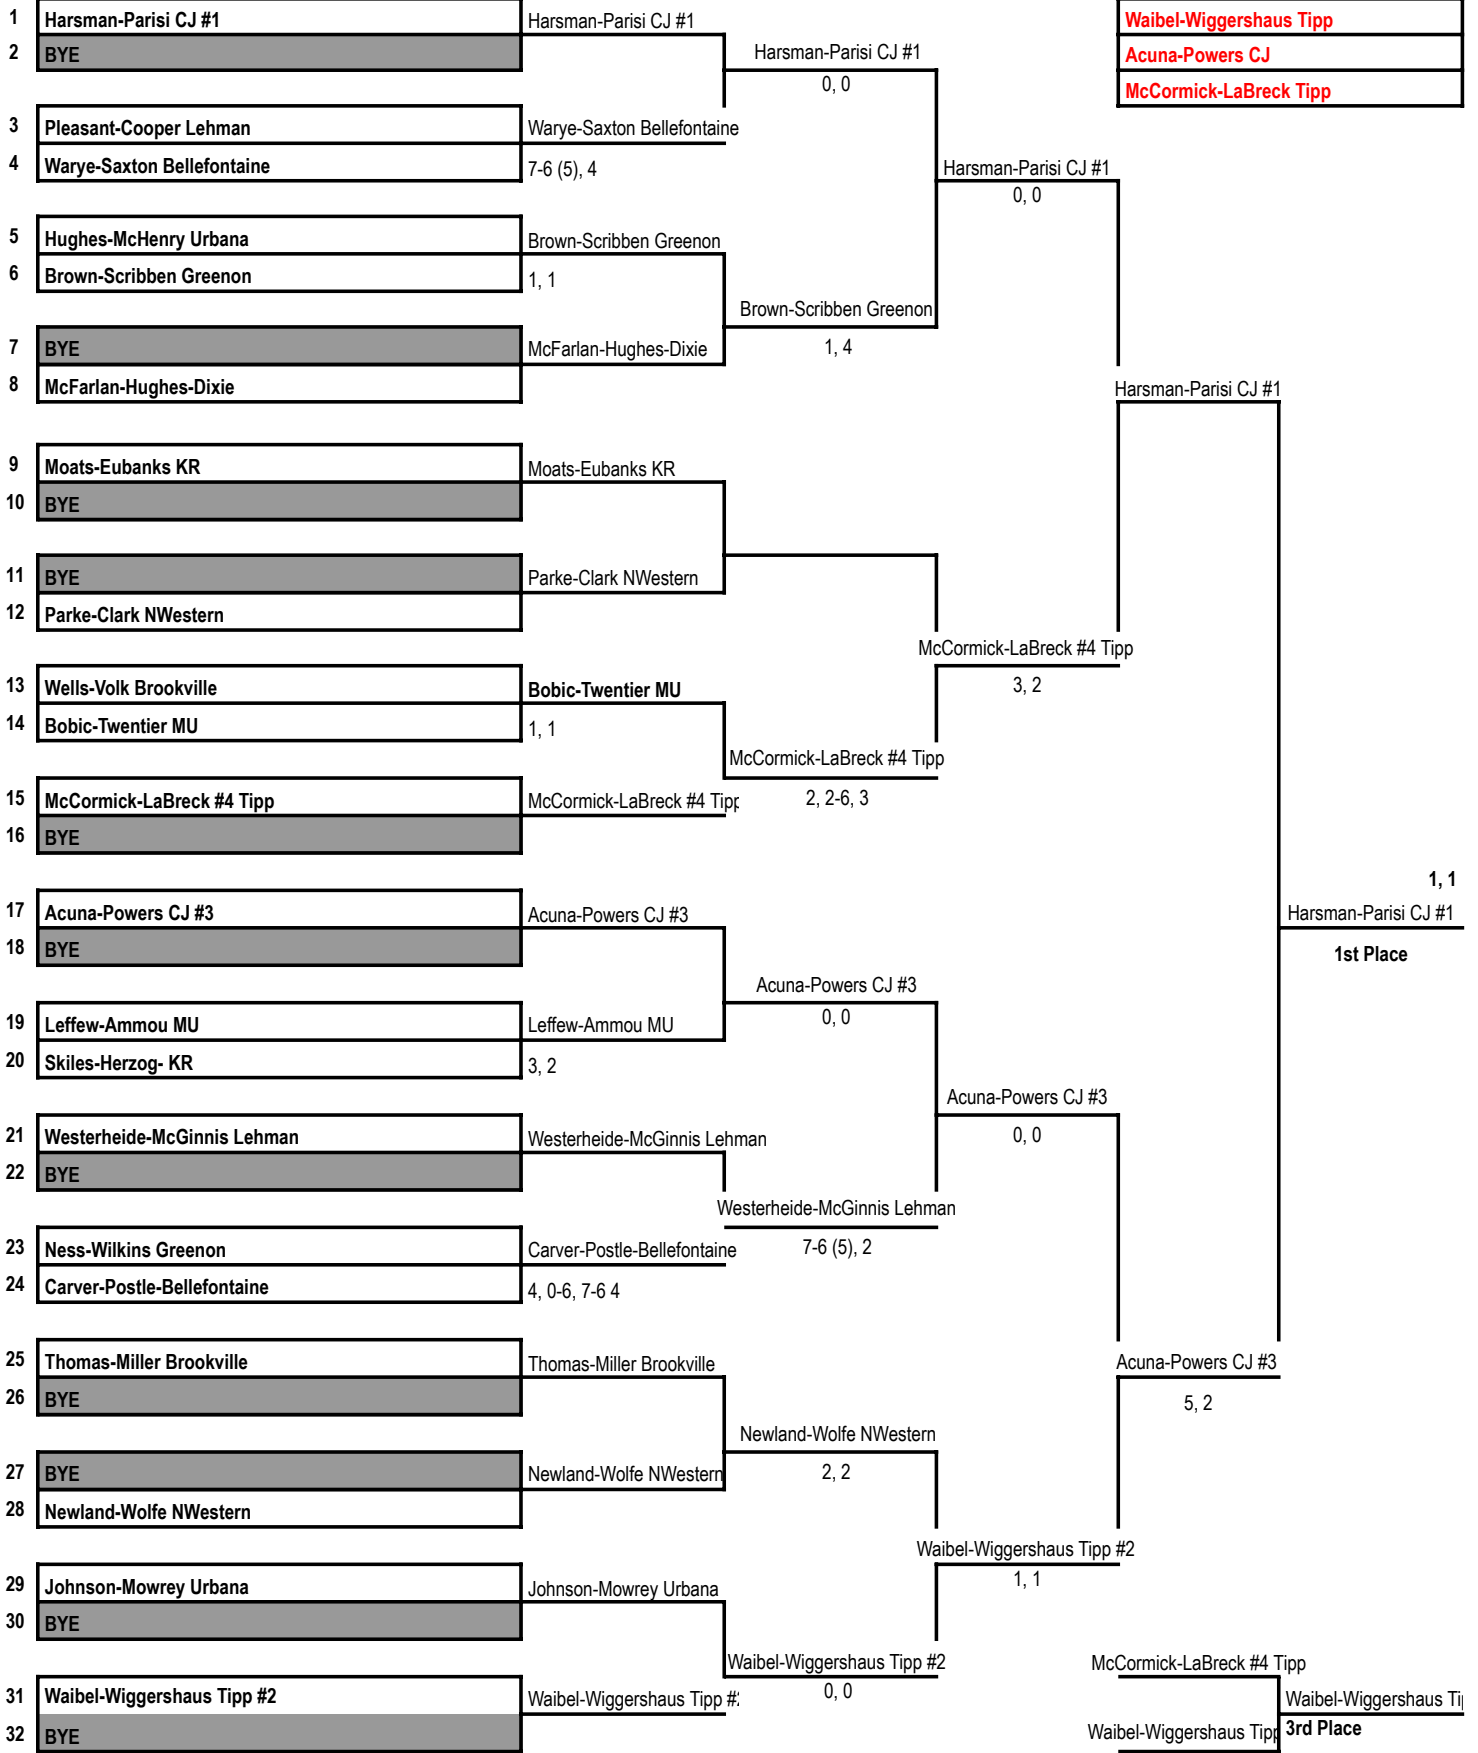 1 Harsman-Parisi CJ #1 Harsman-Parisi CJ #1 Waibel-Wiggershaus Tipp
2 BYE Harsman-Parisi CJ #1 Acuna-Powers CJ
0, 0 McCormick-LaBreck Tipp
3 Pleasant-Cooper Lehman Warye-Saxton Bellefontaine
4 Warye-Saxton Bellefontaine 7-6 (5), 4 Harsman-Parisi CJ #1
0, 0
5 Hughes-McHenry Urbana Brown-Scribben Greenon
6 Brown-Scribben Greenon 1, 1
Brown-Scribben Greenon
7 BYE McFarlan-Hughes-Dixie 1, 4
8 McFarlan-Hughes-Dixie Harsman-Parisi CJ #1
9 Moats-Eubanks KR Moats-Eubanks KR
10 BYE
11 BYE Parke-Clark NWestern
12 Parke-Clark NWestern
McCormick-LaBreck #4 Tipp
13 Wells-Volk Brookville Bobic-Twentier MU 3, 2
14 Bobic-Twentier MU 1, 1
McCormick-LaBreck #4 Tipp
15 McCormick-LaBreck #4 Tipp McCormick-LaBreck #4 Tipp 2, 2-6, 3
16 BYE
1, 1
17 Acuna-Powers CJ #3 Acuna-Powers CJ #3 Harsman-Parisi CJ #1
18 BYE 1st Place
Acuna-Powers CJ #3
19 Leffew-Ammou MU Leffew-Ammou MU 0, 0
20 Skiles-Herzog- KR 3, 2
Acuna-Powers CJ #3
21 Westerheide-McGinnis Lehman Westerheide-McGinnis Lehman 0, 0
22 BYE
Westerheide-McGinnis Lehman
23 Ness-Wilkins Greenon Carver-Postle-Bellefontaine 7-6 (5), 2
24 Carver-Postle-Bellefontaine 4, 0-6, 7-6 4
25 Thomas-Miller Brookville Thomas-Miller Brookville Acuna-Powers CJ #3
26 BYE 5, 2
Newland-Wolfe NWestern
27 BYE Newland-Wolfe NWestern 2, 2
28 Newland-Wolfe NWestern
Waibel-Wiggershaus Tipp #2
29 Johnson-Mowrey Urbana Johnson-Mowrey Urbana 1, 1
30 BYE
Waibel-Wiggershaus Tipp #2 McCormick-LaBreck #4 Tipp
31 Waibel-Wiggershaus Tipp #2 Waibel-Wiggershaus Tipp # 0, 0 Waibel-Wiggershaus Ti
32 BYE Waibel-Wiggershaus Tipp 3rd Place